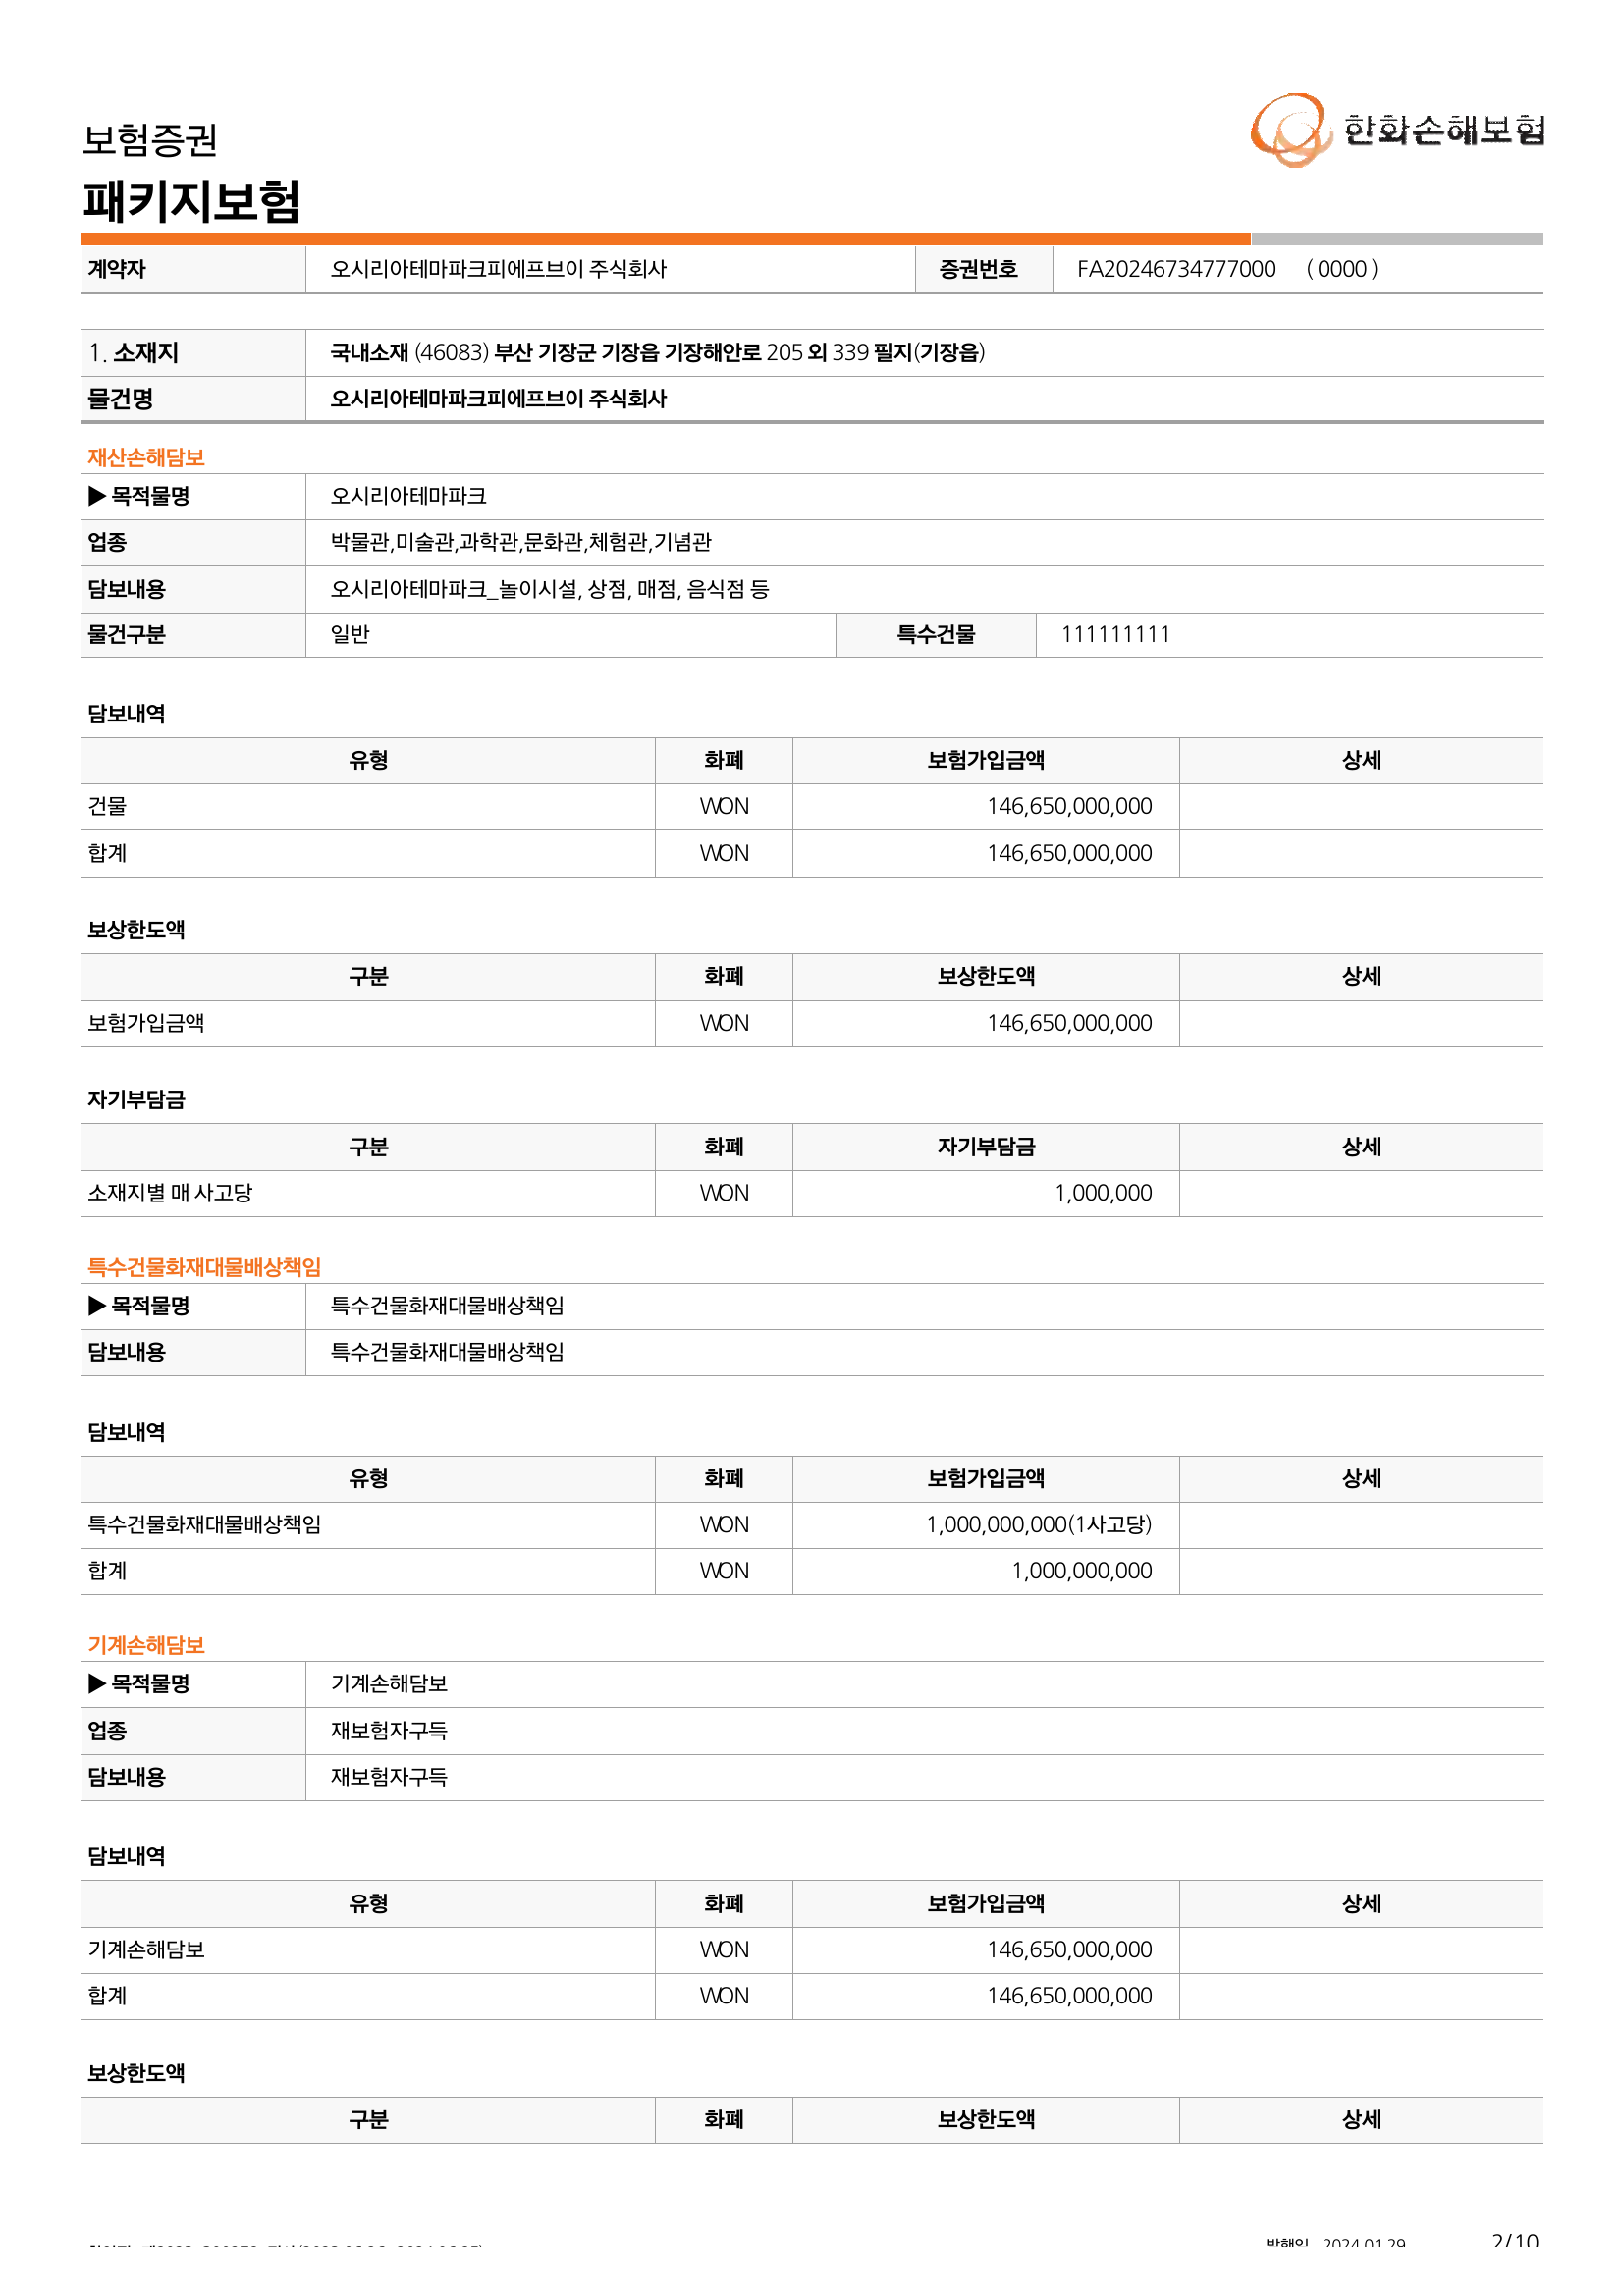 한화손해보험
보험증권
패키지보험
계약자 오시리아테마파크피에프브이 주식회사 증권번호 FA20246734777000 ( 0000 )
1. 소재지 국내소재 (46083) 부산 기장군 기장읍 기장해안로 205 외 339 필지(기장읍)
물건명 오시리아테마파크피에프브이 주식회사
재산손해담보
▶ 목적물명 오시리아테마파크
업종 박물관,미술관,과학관,문화관,체험관,기념관
담보내용 오시리아테마파크_놀이시설, 상점, 매점, 음식점 등
물건구분 일반 특수건물 111111111
담보내역
유형 화폐 보험가입금액 상세
건물 WON 146,650,000,000
합계 WON 146,650,000,000
보상한도액
구분 화폐 보상한도액 상세
보험가입금액 WON 146,650,000,000
자기부담금
구분 화폐 자기부담금 상세
소재지별 매 사고당 WON 1,000,000
특수건물화재대물배상책임
▶ 목적물명 특수건물화재대물배상책임
담보내용 특수건물화재대물배상책임
담보내역
유형 화폐 보험가입금액 상세
특수건물화재대물배상책임 WON 1,000,000,000(1사고당)
합계 WON 1,000,000,000
기계손해담보
▶ 목적물명 기계손해담보
업종 재보험자구득
담보내용 재보험자구득
담보내역
유형 화폐 보험가입금액 상세
기계손해담보 WON 146,650,000,000
합계 WON 146,650,000,000
보상한도액
구분 화폐 보상한도액 상세
발행일 2024.01.29 2/10